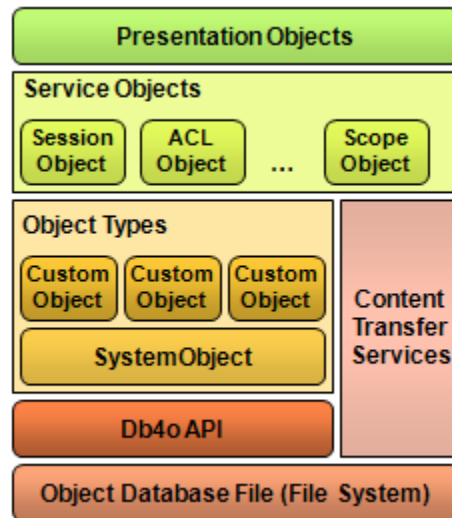 Presentation Objects
Service Objects
Session
Object
ACL
Object
...
Scope
Object
Object Types
Custom
Object
Custom
Object
Custom
Object
SystemObject
Content
Transfer
Services
Db4o API
Object Database File (File System)